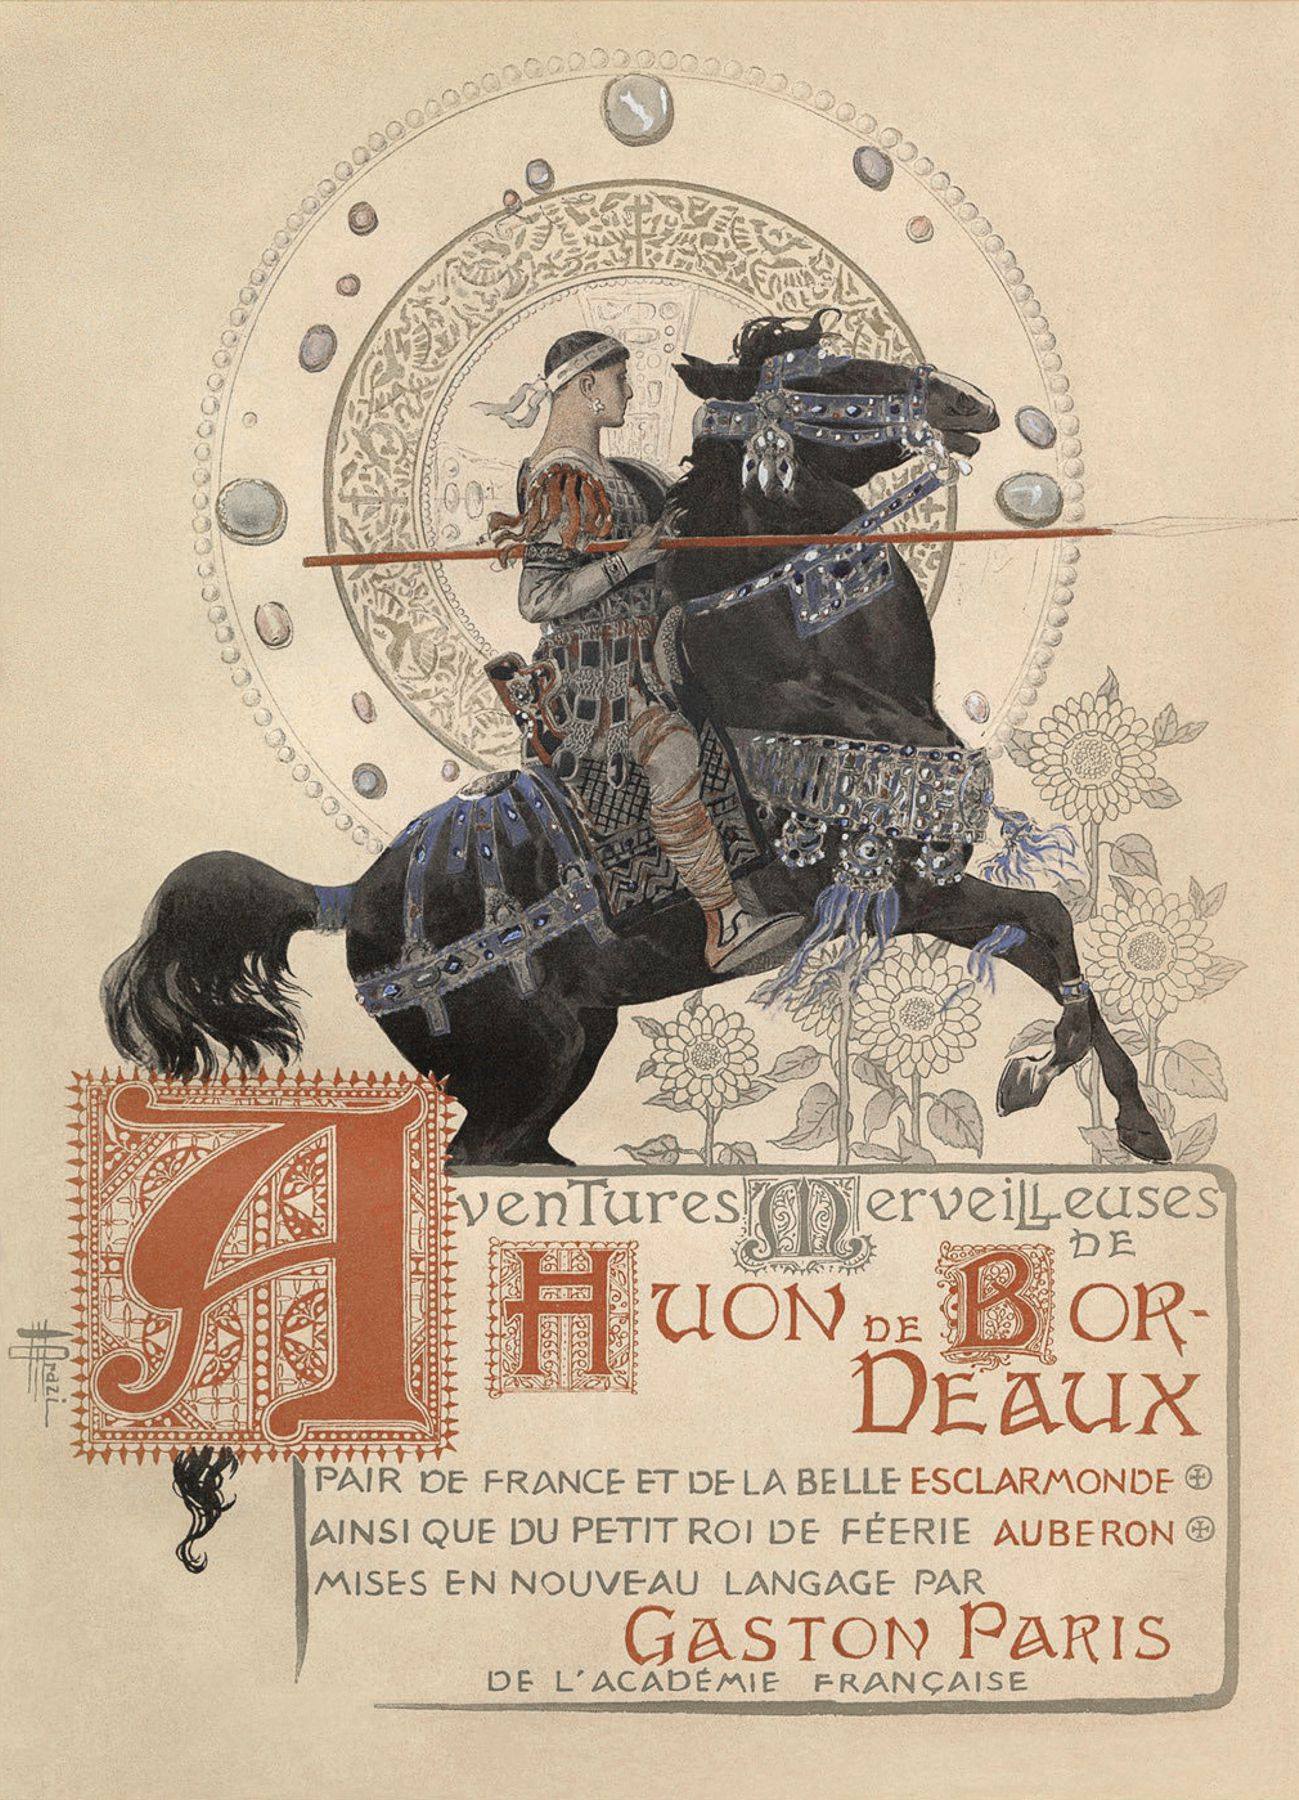 Aventures Merveilleuses
DE
HUON DE BOR-
DEAUX
PAIR DE FRANCE ET DE LA BELLE ESCLARMONDE
AINSI QUE DU PETIT ROI DE FÉERIE AUBERON
MISES EN NOUVEAU LANGAGE PAR
GASTON PARIS
DE L'ACADÉMIE FRANÇAISE
Orazi